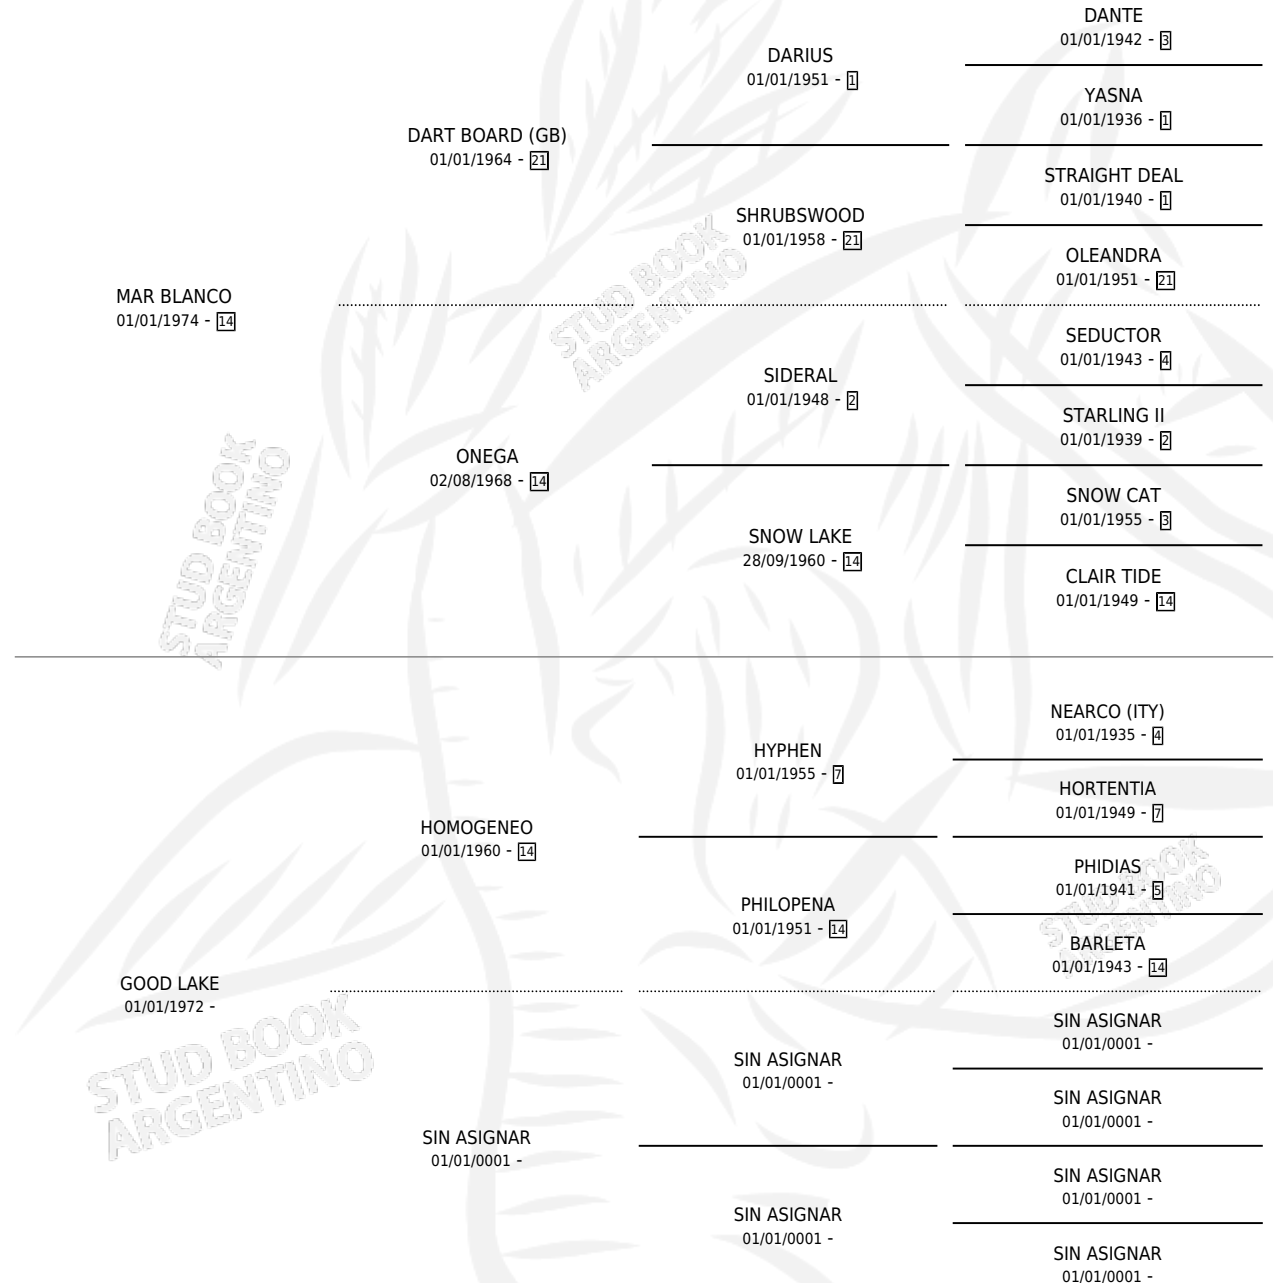 DANTE
01/01/1942 - 3
DARIUS
01/01/1951 - 1
YASNA
01/01/1936 - 1
DART BOARD (GB)
01/01/1964 - 21
STRAIGHT DEAL
01/01/1940 - 1
SHRUBSWOOD
01/01/1958 - 21
OLEANDRA
01/01/1951 - 21
MAR BLANCO
01/01/1974 - 14
SEDUCTOR
01/01/1943 - 4
SIDERAL
01/01/1948 - 2
STARLING II
01/01/1939 - 2
ONEGA
02/08/1968 - 14
SNOW CAT
01/01/1955 - 3
SNOW LAKE
28/09/1960 - 14
CLAIR TIDE
01/01/1949 - 14
NEARCO (ITY)
01/01/1935 - 4
HYPHEN
01/01/1955 - 7
HORTENTIA
01/01/1949 - 7
HOMOGENEO
01/01/1960 - 14
PHIDIAS
01/01/1941 - 5
PHILOPENA
01/01/1951 - 14
BARLETA
01/01/1943 - 14
GOOD LAKE
01/01/1972 -
SIN ASIGNAR
01/01/0001 -
SIN ASIGNAR
01/01/0001 -
SIN ASIGNAR
01/01/0001 -
SIN ASIGNAR
01/01/0001 -
SIN ASIGNAR
01/01/0001 -
SIN ASIGNAR
01/01/0001 -
SIN ASIGNAR
01/01/0001 -
STUD BOOK
ARGENTINO
STUD BOOK
ARGENTINO
STUD BOOK
ARGENTINO
STUD BOOK
ARGENTINO